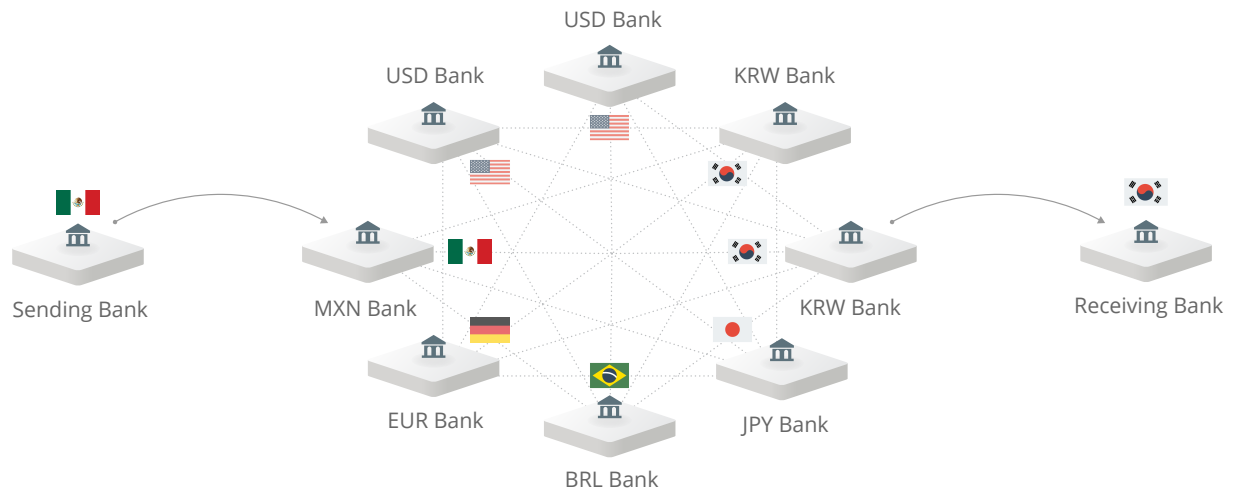 USD Bank
USD Bank
KRW Bank
Sending Bank
MXN Bank
KRW Bank
Receiving Bank
EUR Bank
JPY Bank
BRL Bank